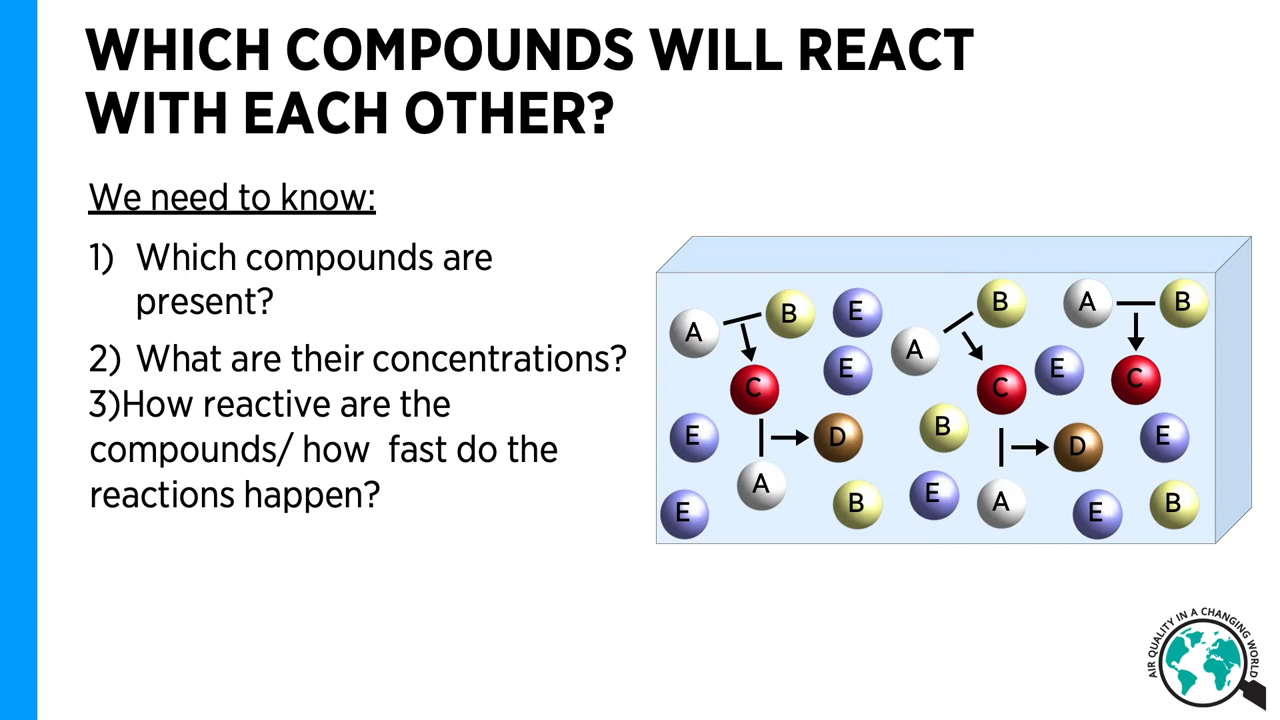 WHICH COMPOUNDS WILL REACT
WITH EACH OTHER?
We need to know:
1) Which compounds are
present?
2) What are their concentrations?
3)How reactive are the
compounds/ how fast do the
reactions happen?
A B E A B A B
E E
C C C
E D B D E
A E A
E B E B
AIR QUALITY IN A CHANGING WORLD